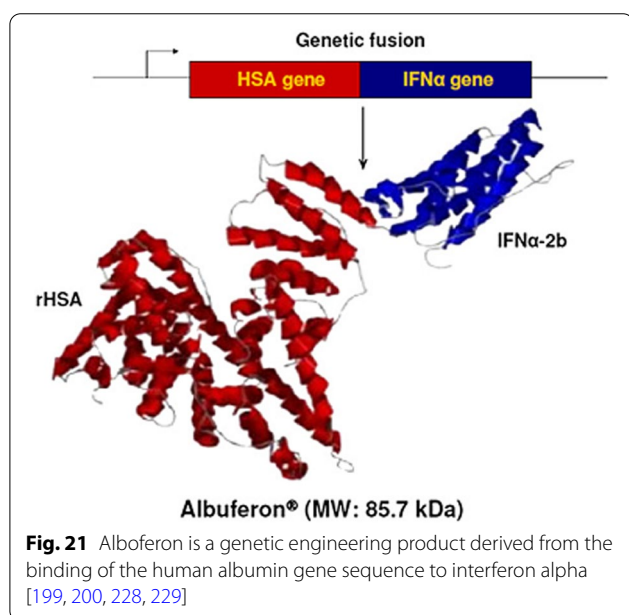 Genetic fusion
HSA gene IFNα gene
IFNα-2b
rHSA
Albuferon® (MW: 85.7 kDa)
Fig. 21 Alboferon is a genetic engineering product derived from the
binding of the human albumin gene sequence to interferon alpha
[199, 200, 228, 229]